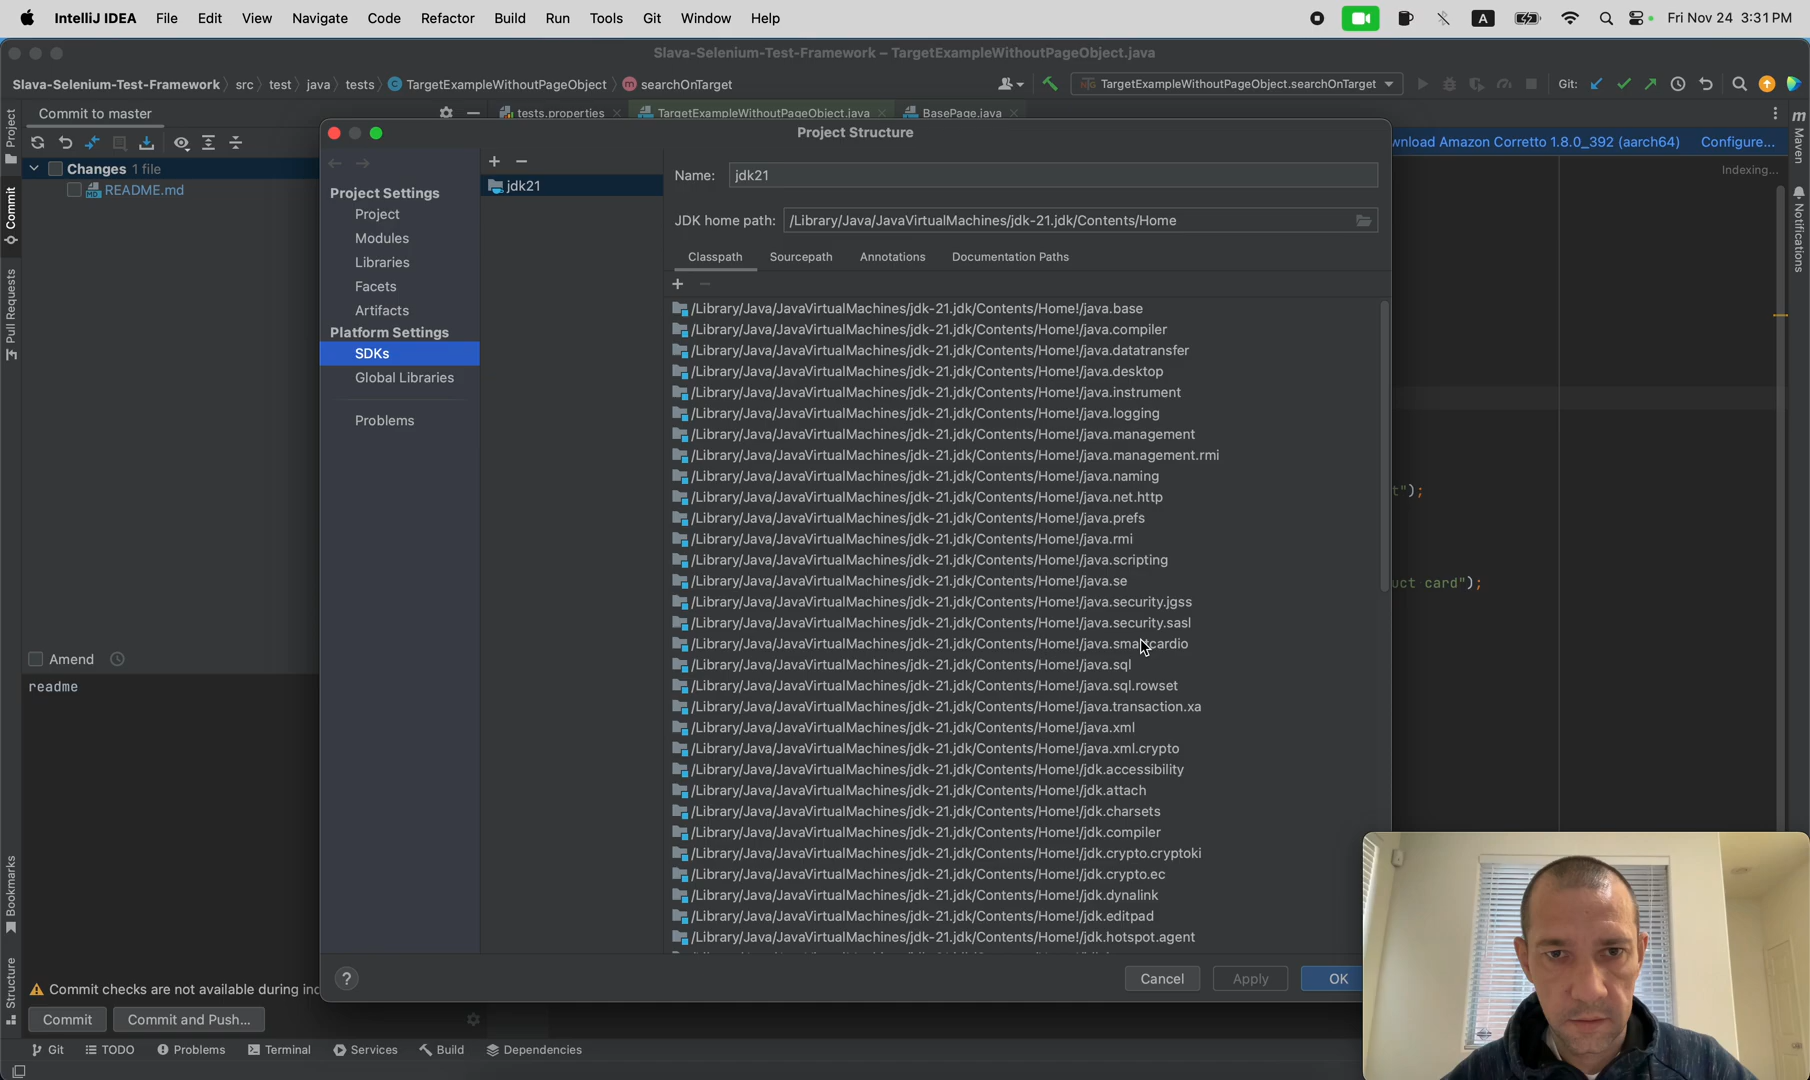 IntelliJ IDEA File Edit View Navigate Code Refactor Build Run Tools Git Window Help A Fri Nov 24 3:31 PM
Slava-Selenium-Test-Framework – TargetExampleWithoutPageObject.java
Slava-Selenium-Test-Framework src test java tests TargetExampleWithoutPageObject searchOnTarget
TargetExampleWithoutPageObject.searchOnTarget Git:
Commit to master
tests.properties TargetExampleWithoutPageObject.java BasePage.java
Project
Commit
Pull Requests
Bookmarks
Structure
Maven
Notifications
Changes 1 file
README.md
Project Structure
wnload Amazon Corretto 1.8.0_392 (aarch64) Configure...
Indexing...
Project Settings
Project
Modules
Libraries
Facets
Artifacts
Platform Settings
SDKs
Global Libraries
Problems
jdk21
Name: jdk21
JDK home path: /Library/Java/JavaVirtualMachines/jdk-21.jdk/Contents/Home
Classpath Sourcepath Annotations Documentation Paths
/Library/Java/JavaVirtualMachines/jdk-21.jdk/Contents/Home!/java.base
/Library/Java/JavaVirtualMachines/jdk-21.jdk/Contents/Home!/java.compiler
/Library/Java/JavaVirtualMachines/jdk-21.jdk/Contents/Home!/java.datatransfer
/Library/Java/JavaVirtualMachines/jdk-21.jdk/Contents/Home!/java.desktop
/Library/Java/JavaVirtualMachines/jdk-21.jdk/Contents/Home!/java.instrument
/Library/Java/JavaVirtualMachines/jdk-21.jdk/Contents/Home!/java.logging
/Library/Java/JavaVirtualMachines/jdk-21.jdk/Contents/Home!/java.management
/Library/Java/JavaVirtualMachines/jdk-21.jdk/Contents/Home!/java.management.rmi
/Library/Java/JavaVirtualMachines/jdk-21.jdk/Contents/Home!/java.naming
/Library/Java/JavaVirtualMachines/jdk-21.jdk/Contents/Home!/java.net.http
/Library/Java/JavaVirtualMachines/jdk-21.jdk/Contents/Home!/java.prefs
/Library/Java/JavaVirtualMachines/jdk-21.jdk/Contents/Home!/java.rmi
/Library/Java/JavaVirtualMachines/jdk-21.jdk/Contents/Home!/java.scripting
/Library/Java/JavaVirtualMachines/jdk-21.jdk/Contents/Home!/java.se
/Library/Java/JavaVirtualMachines/jdk-21.jdk/Contents/Home!/java.security.jgss
/Library/Java/JavaVirtualMachines/jdk-21.jdk/Contents/Home!/java.security.sasl
/Library/Java/JavaVirtualMachines/jdk-21.jdk/Contents/Home!/java.smartcardio
/Library/Java/JavaVirtualMachines/jdk-21.jdk/Contents/Home!/java.sql
/Library/Java/JavaVirtualMachines/jdk-21.jdk/Contents/Home!/java.sql.rowset
/Library/Java/JavaVirtualMachines/jdk-21.jdk/Contents/Home!/java.transaction.xa
/Library/Java/JavaVirtualMachines/jdk-21.jdk/Contents/Home!/java.xml
/Library/Java/JavaVirtualMachines/jdk-21.jdk/Contents/Home!/java.xml.crypto
/Library/Java/JavaVirtualMachines/jdk-21.jdk/Contents/Home!/jdk.accessibility
/Library/Java/JavaVirtualMachines/jdk-21.jdk/Contents/Home!/jdk.attach
/Library/Java/JavaVirtualMachines/jdk-21.jdk/Contents/Home!/jdk.charsets
/Library/Java/JavaVirtualMachines/jdk-21.jdk/Contents/Home!/jdk.compiler
/Library/Java/JavaVirtualMachines/jdk-21.jdk/Contents/Home!/jdk.crypto.cryptoki
/Library/Java/JavaVirtualMachines/jdk-21.jdk/Contents/Home!/jdk.crypto.ec
/Library/Java/JavaVirtualMachines/jdk-21.jdk/Contents/Home!/jdk.dynalink
/Library/Java/JavaVirtualMachines/jdk-21.jdk/Contents/Home!/jdk.editpad
/Library/Java/JavaVirtualMachines/jdk-21.jdk/Contents/Home!/jdk.hotspot.agent
t");
uct card");
Amend
readme
Cancel Apply OK
Commit checks are not available during inc
Commit Commit and Push...
Git TODO Problems Terminal Services Build Dependencies